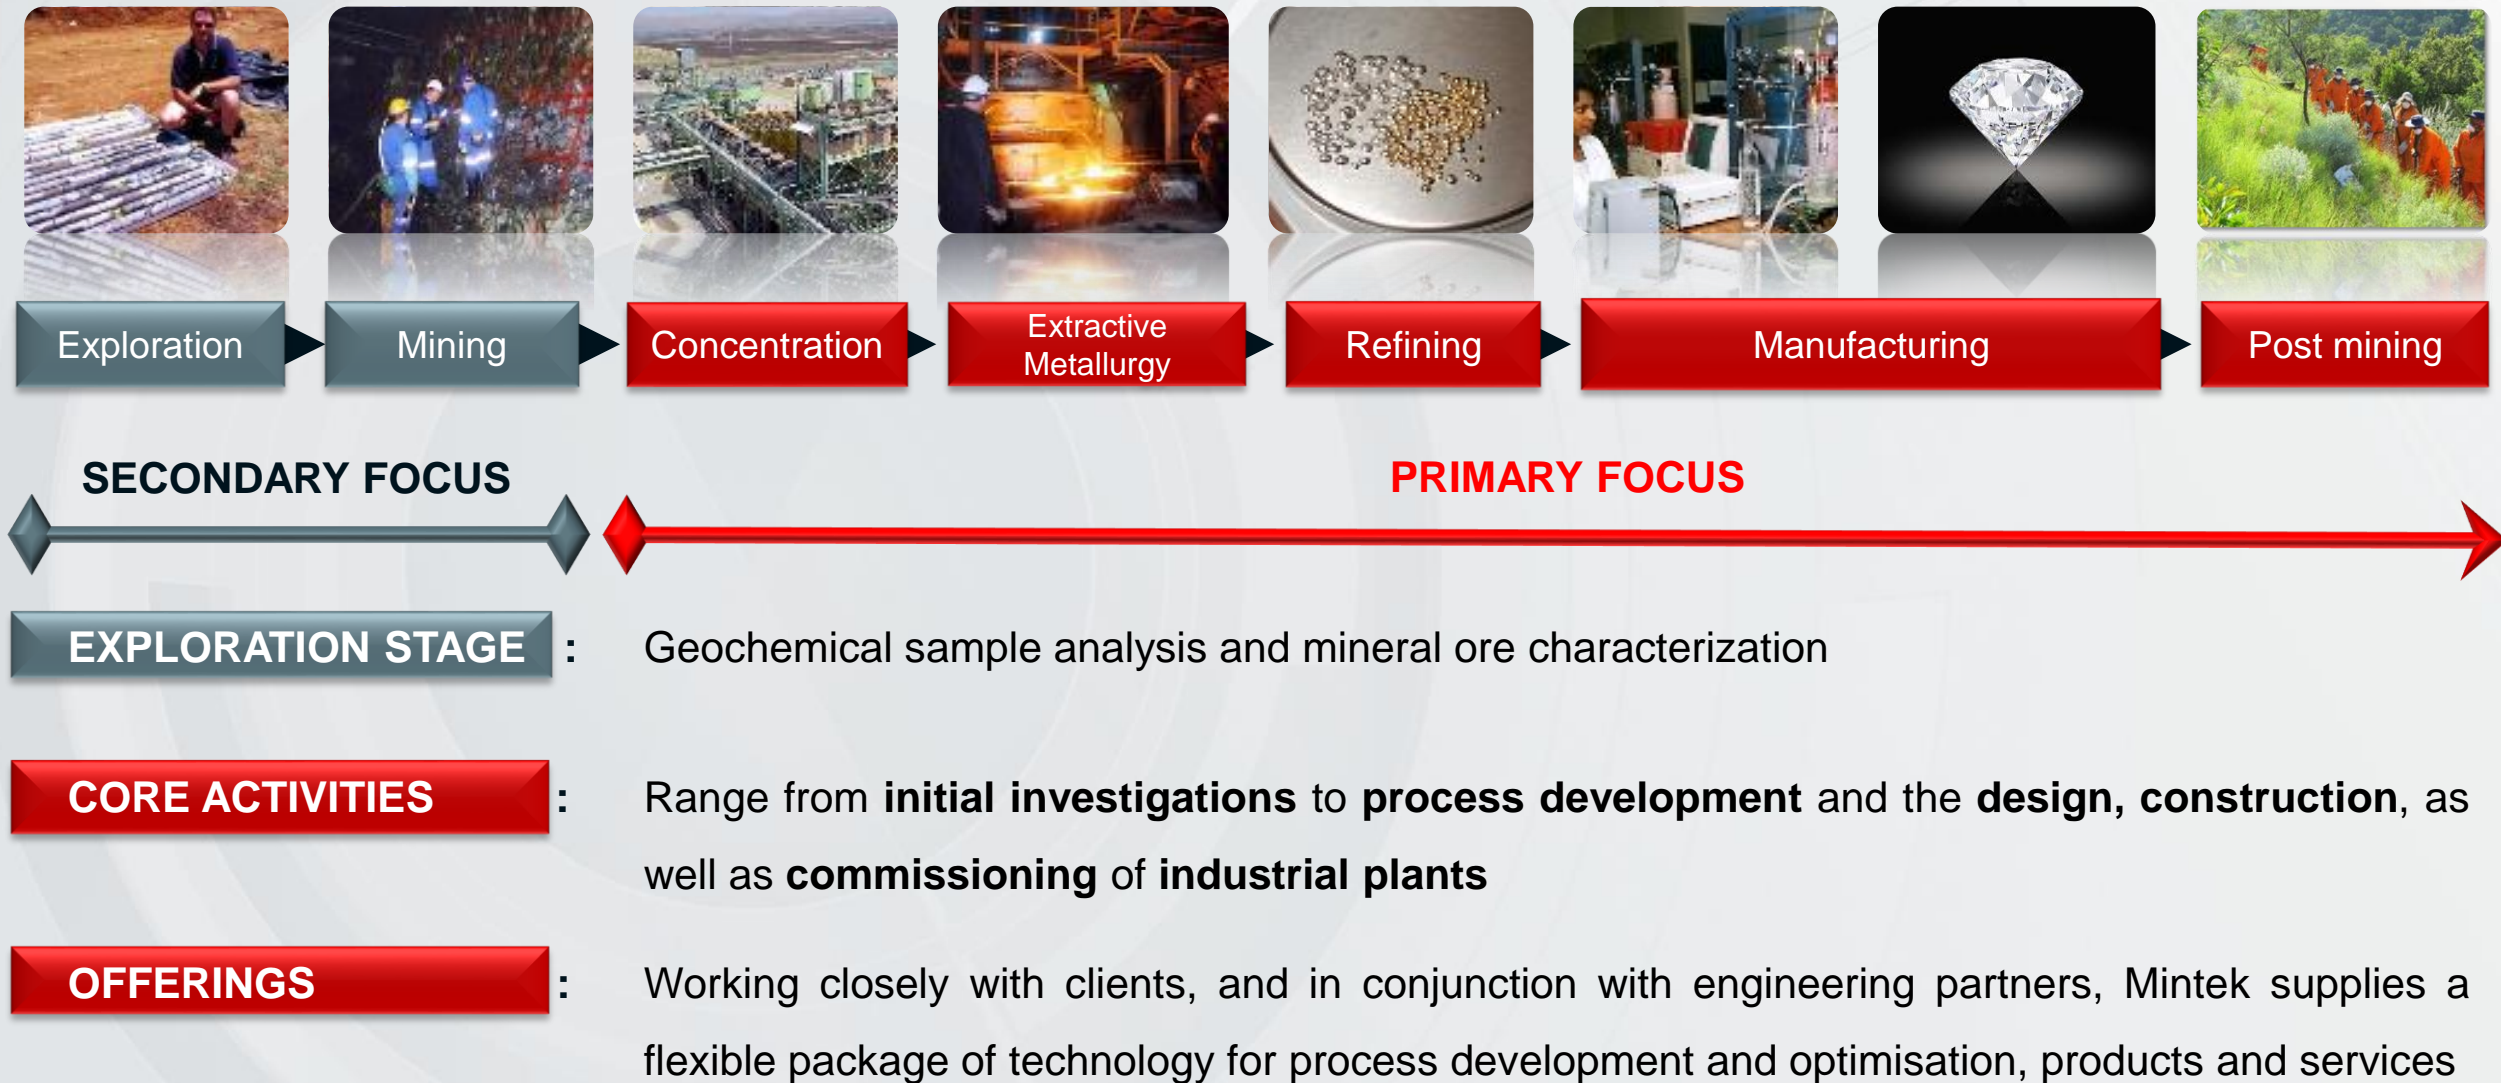 Exploration
Mining
Concentration
Extractive
Metallurgy
Refining
Manufacturing
Post mining
SECONDARY FOCUS
PRIMARY FOCUS
EXPLORATION STAGE : Geochemical sample analysis and mineral ore characterization
CORE ACTIVITIES : Range from initial investigations to process development and the design, construction, as
well as commissioning of industrial plants
OFFERINGS : Working closely with clients, and in conjunction with engineering partners, Mintek supplies a
flexible package of technology for process development and optimisation, products and services